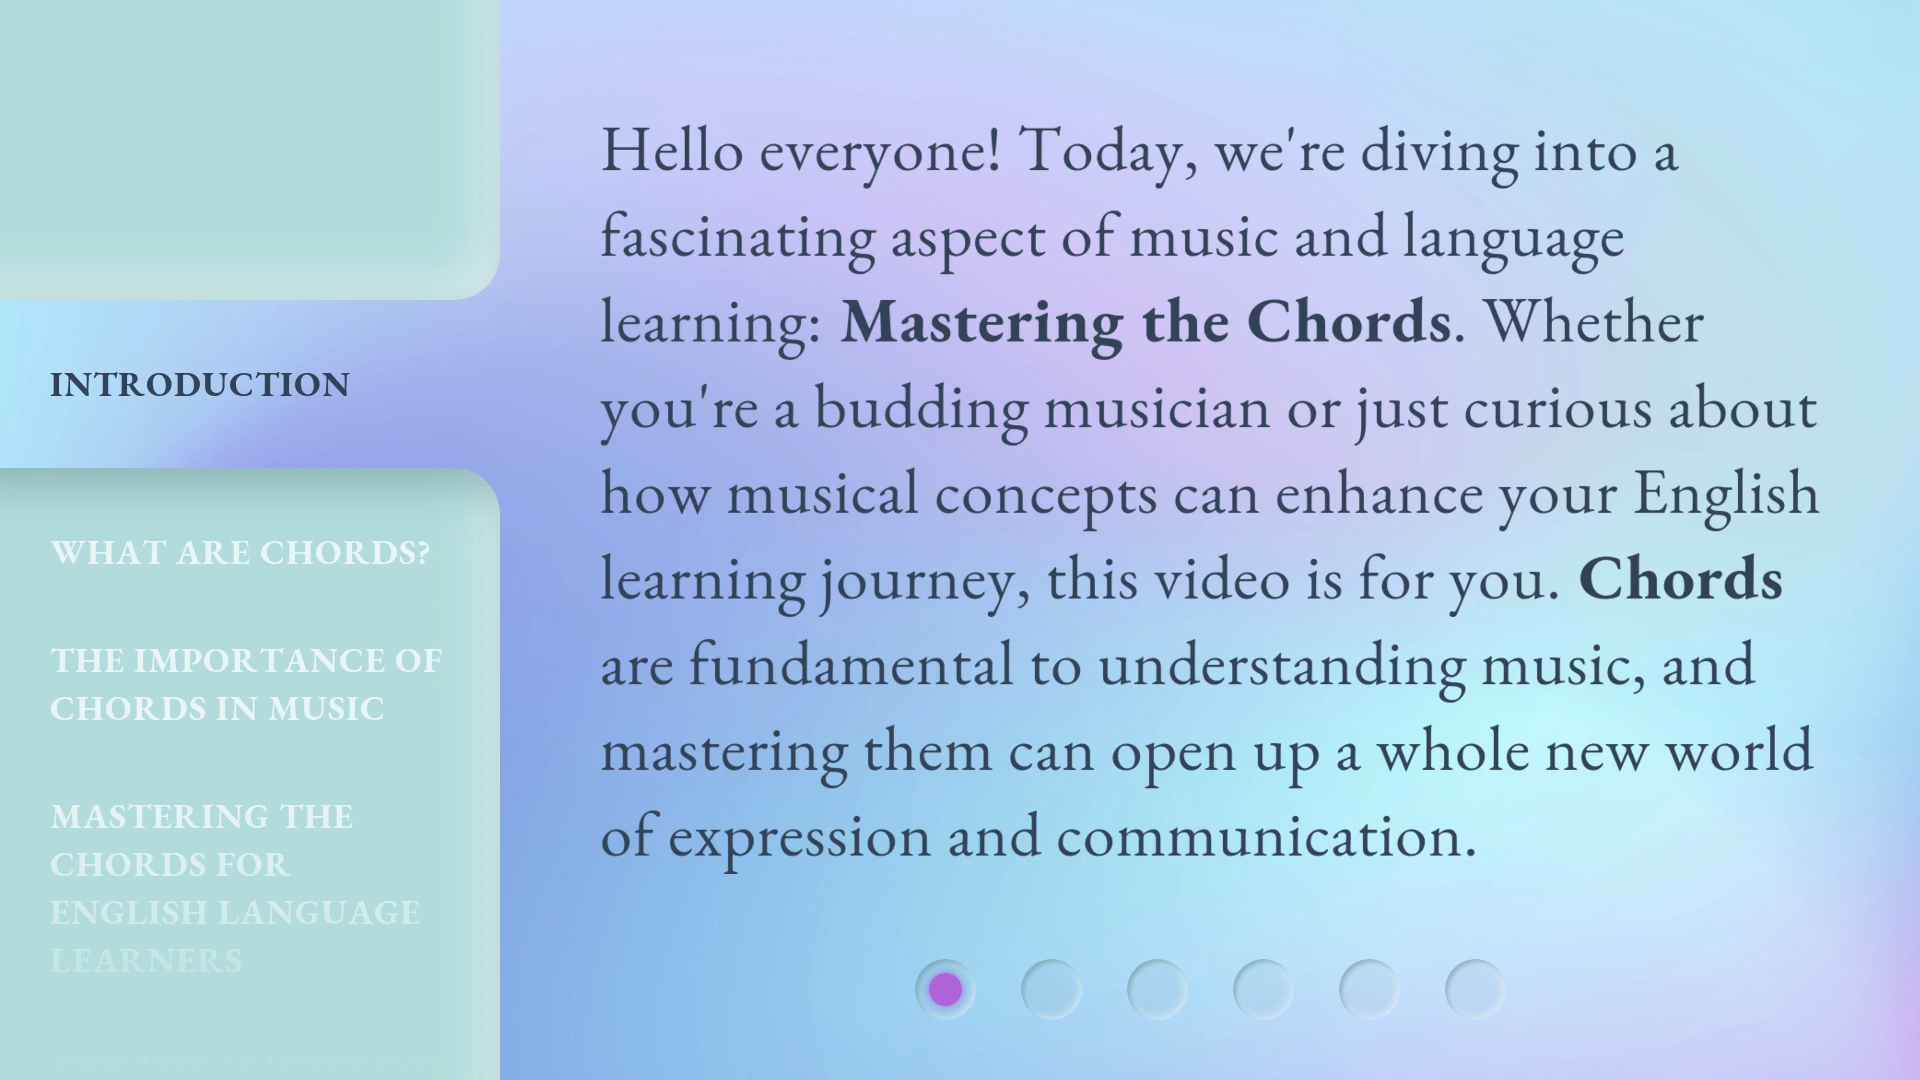 INTRODUCTION
WHAT ARE CHORDS?
THE IMPORTANCE OF
CHORDS IN MUSIC
MASTERING THE
CHORDS FOR
ENGLISH LANGUAGE
LEARNERS
Hello everyone! Today, we're diving into a
fascinating aspect of music and language
learning: Mastering the Chords. Whether
you're a budding musician or just curious about
how musical concepts can enhance your English
learning journey, this video is for you. Chords
are fundamental to understanding music, and
mastering them can open up a whole new world
of expression and communication.